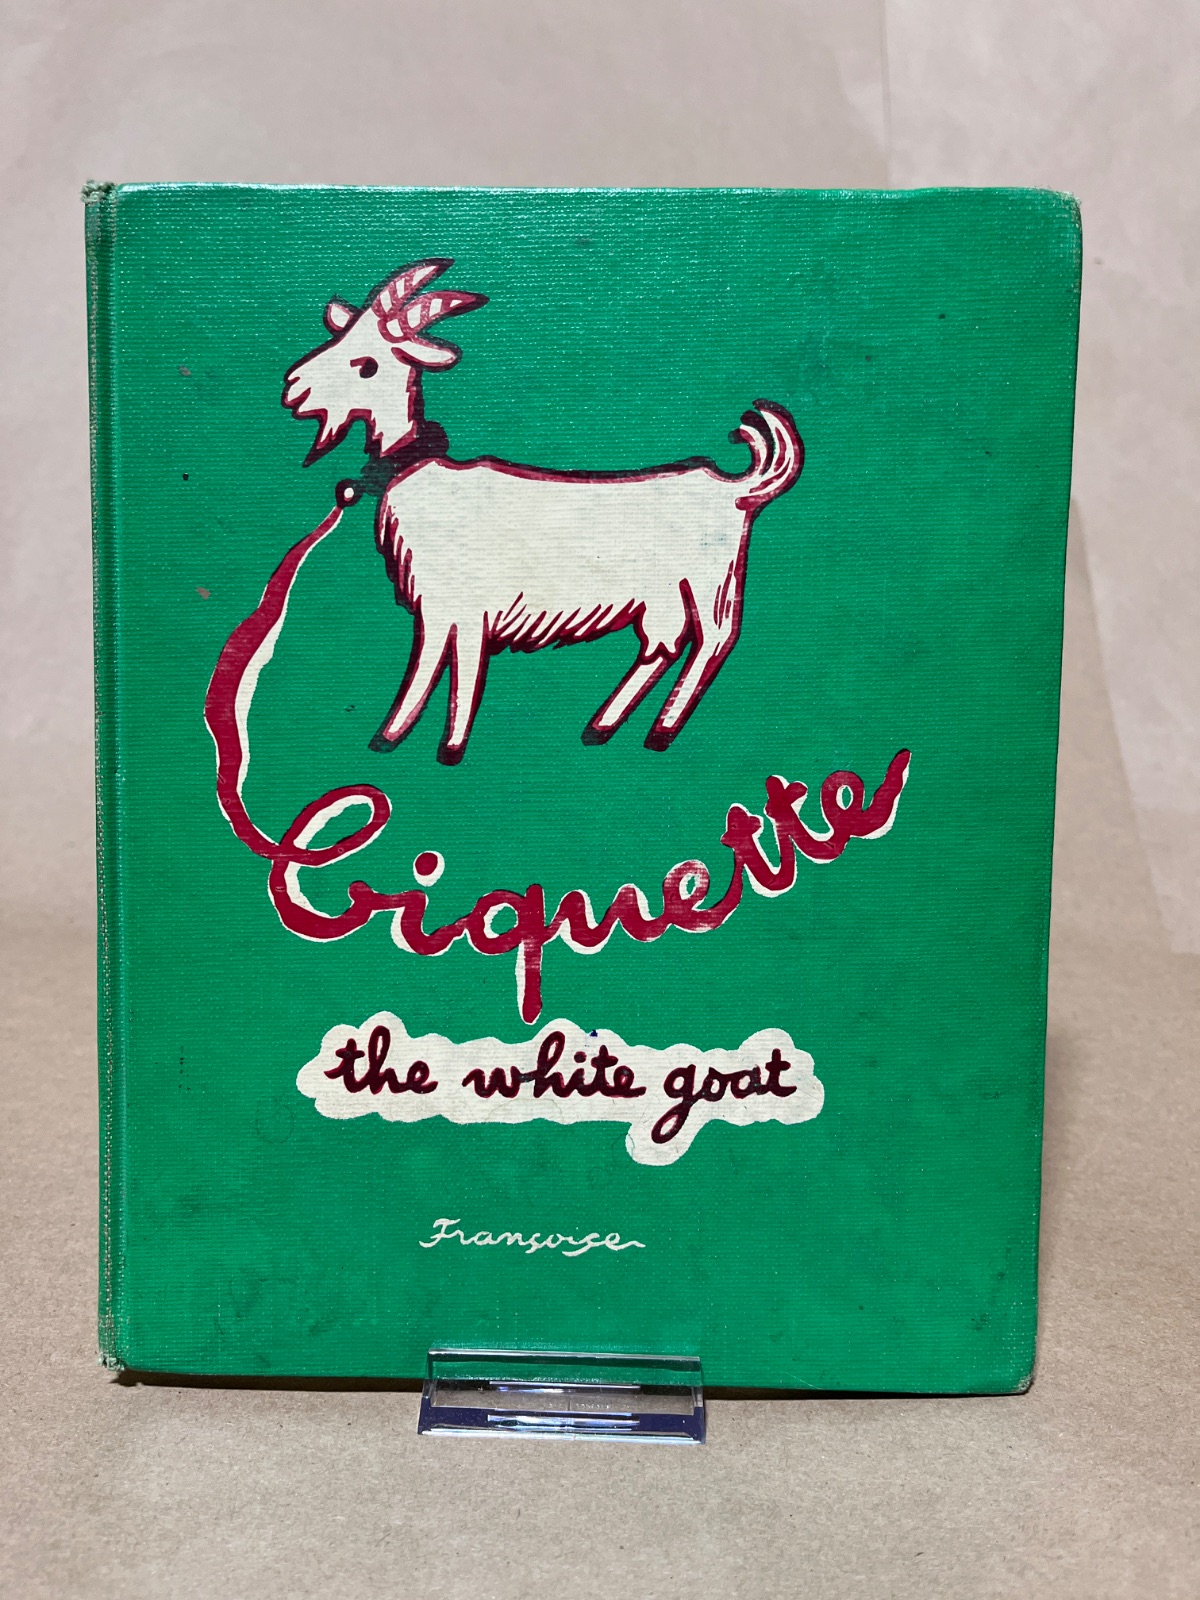 biquette
the white goat
Françoise